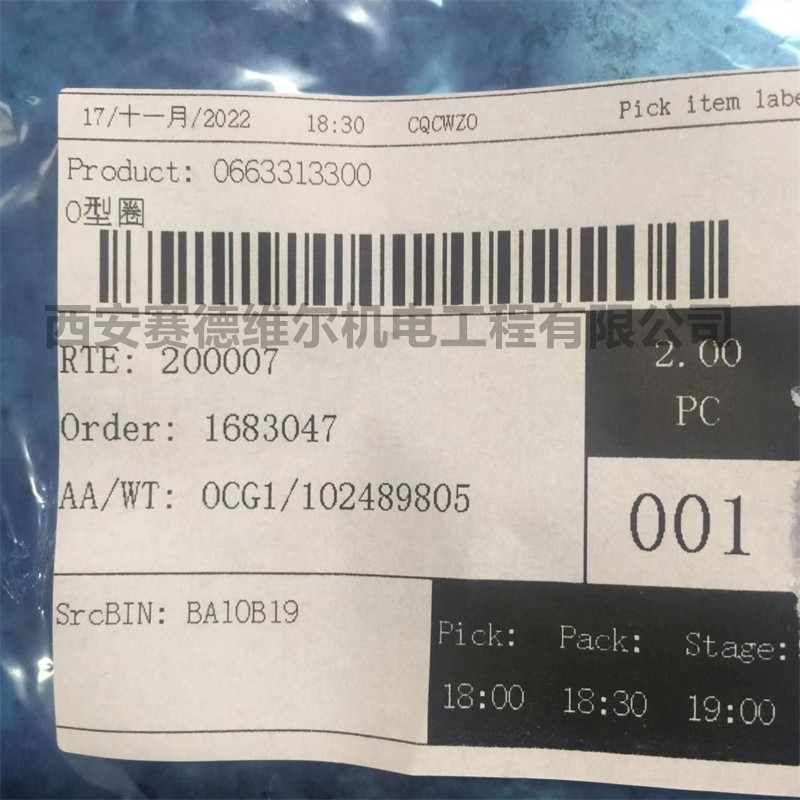 17/十一月/2022 18:30 CQCWZO Pick item labe
Product: 0663313300
O型圈
西安赛德维尔机电工程有限公司
RTE: 200007
2.00
PC
Order: 1683047
AA/WT: OCG1/102489805
001
SrcBIN: BA10B19
Pick: Pack: Stage:
18:00 18:30 19:00